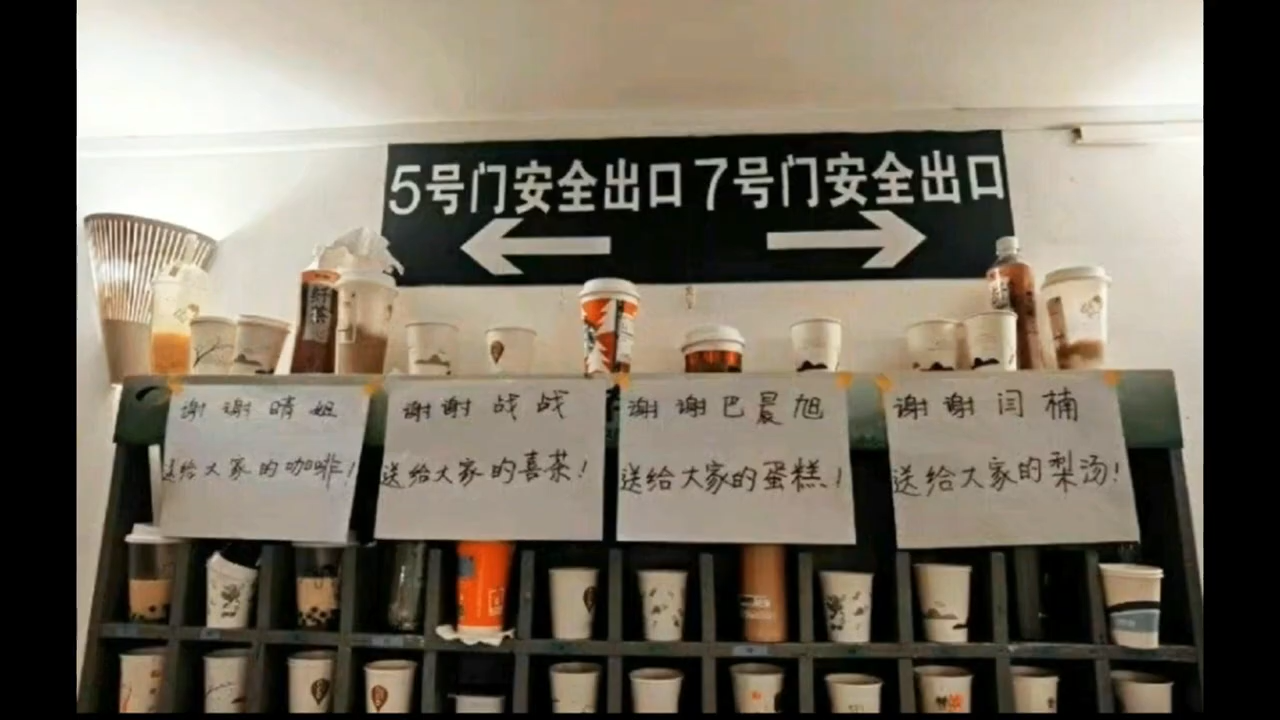 5号门安全出口 7号门安全出口
谢谢晴姐
送给大家的咖啡!
谢谢战战
送给大家的喜茶!
谢谢巴晨旭
送给大家的蛋糕!
谢谢闫楠
送给大家的梨汤!